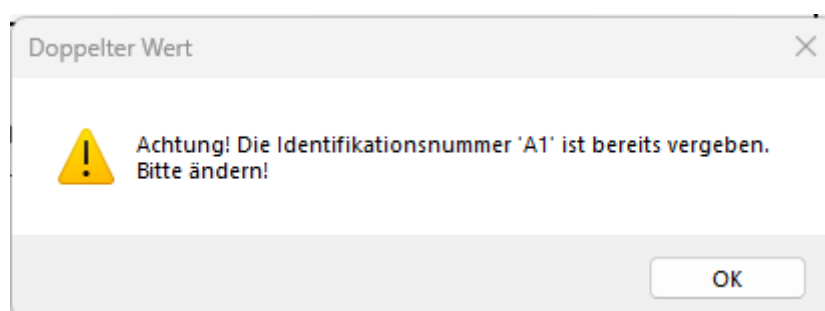 Doppelter Wert
Achtung! Die Identifikationsnummer 'A1' ist bereits vergeben.
Bitte ändern!
OK